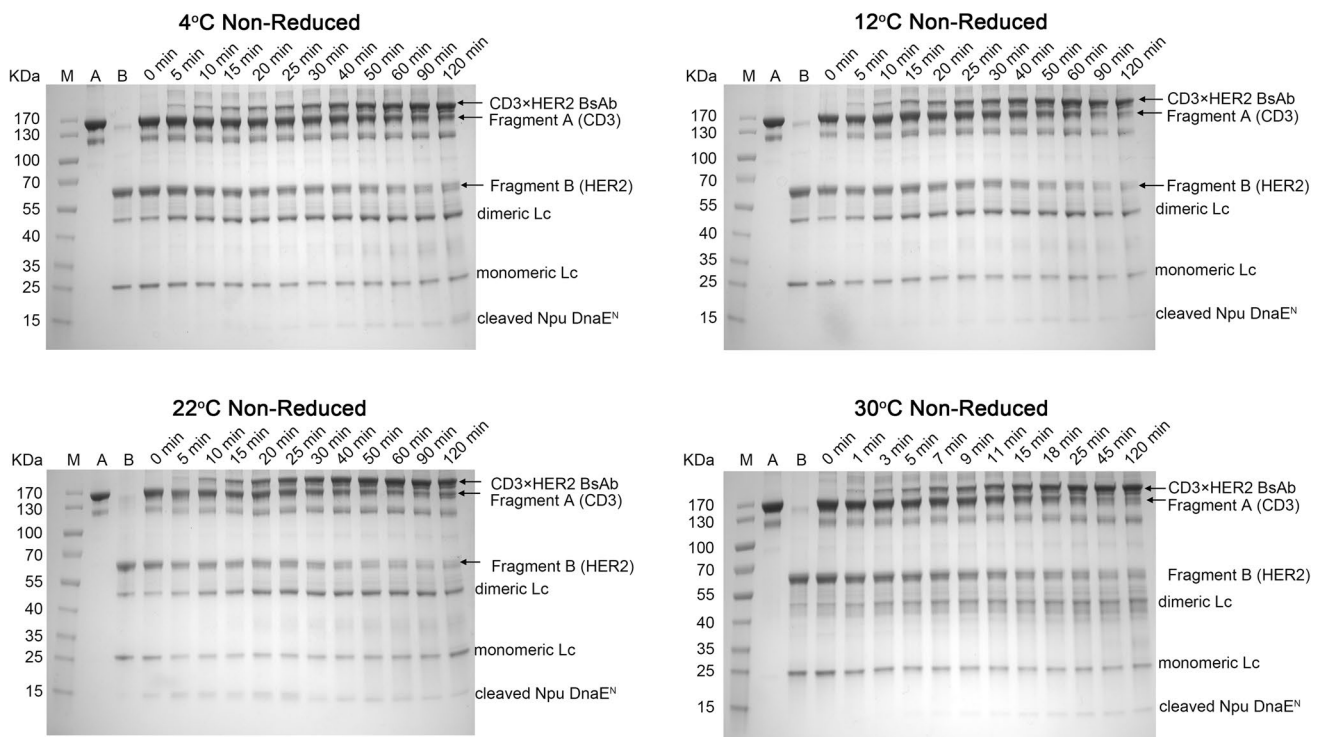 4°C Non-Reduced
KDa M A B 0 min 5 min 10 min 15 min 20 min 25 min 30 min 40 min 50 min 60 min 90 min 120 min
170
130
100
70
55
40
35
25
15
CD3×HER2 BsAb
Fragment A (CD3)
Fragment B (HER2)
dimeric Lc
monomeric Lc
cleaved Npu DnaEᴺ
12°C Non-Reduced
KDa M A B 0 min 5 min 10 min 15 min 20 min 25 min 30 min 40 min 50 min 60 min 90 min 120 min
170
130
100
70
55
40
35
25
15
CD3×HER2 BsAb
Fragment A (CD3)
Fragment B (HER2)
dimeric Lc
monomeric Lc
cleaved Npu DnaEᴺ
22°C Non-Reduced
KDa M A B 0 min 5 min 10 min 15 min 20 min 25 min 30 min 40 min 50 min 60 min 90 min 120 min
170
130
100
70
55
40
35
25
15
CD3×HER2 BsAb
Fragment A (CD3)
Fragment B (HER2)
dimeric Lc
monomeric Lc
cleaved Npu DnaEᴺ
30°C Non-Reduced
KDa M A B 0 min 1 min 3 min 5 min 7 min 9 min 11 min 15 min 18 min 25 min 45 min 120 min
170
130
100
70
55
40
35
25
15
CD3×HER2 BsAb
Fragment A (CD3)
Fragment B (HER2)
dimeric Lc
monomeric Lc
cleaved Npu DnaEᴺ